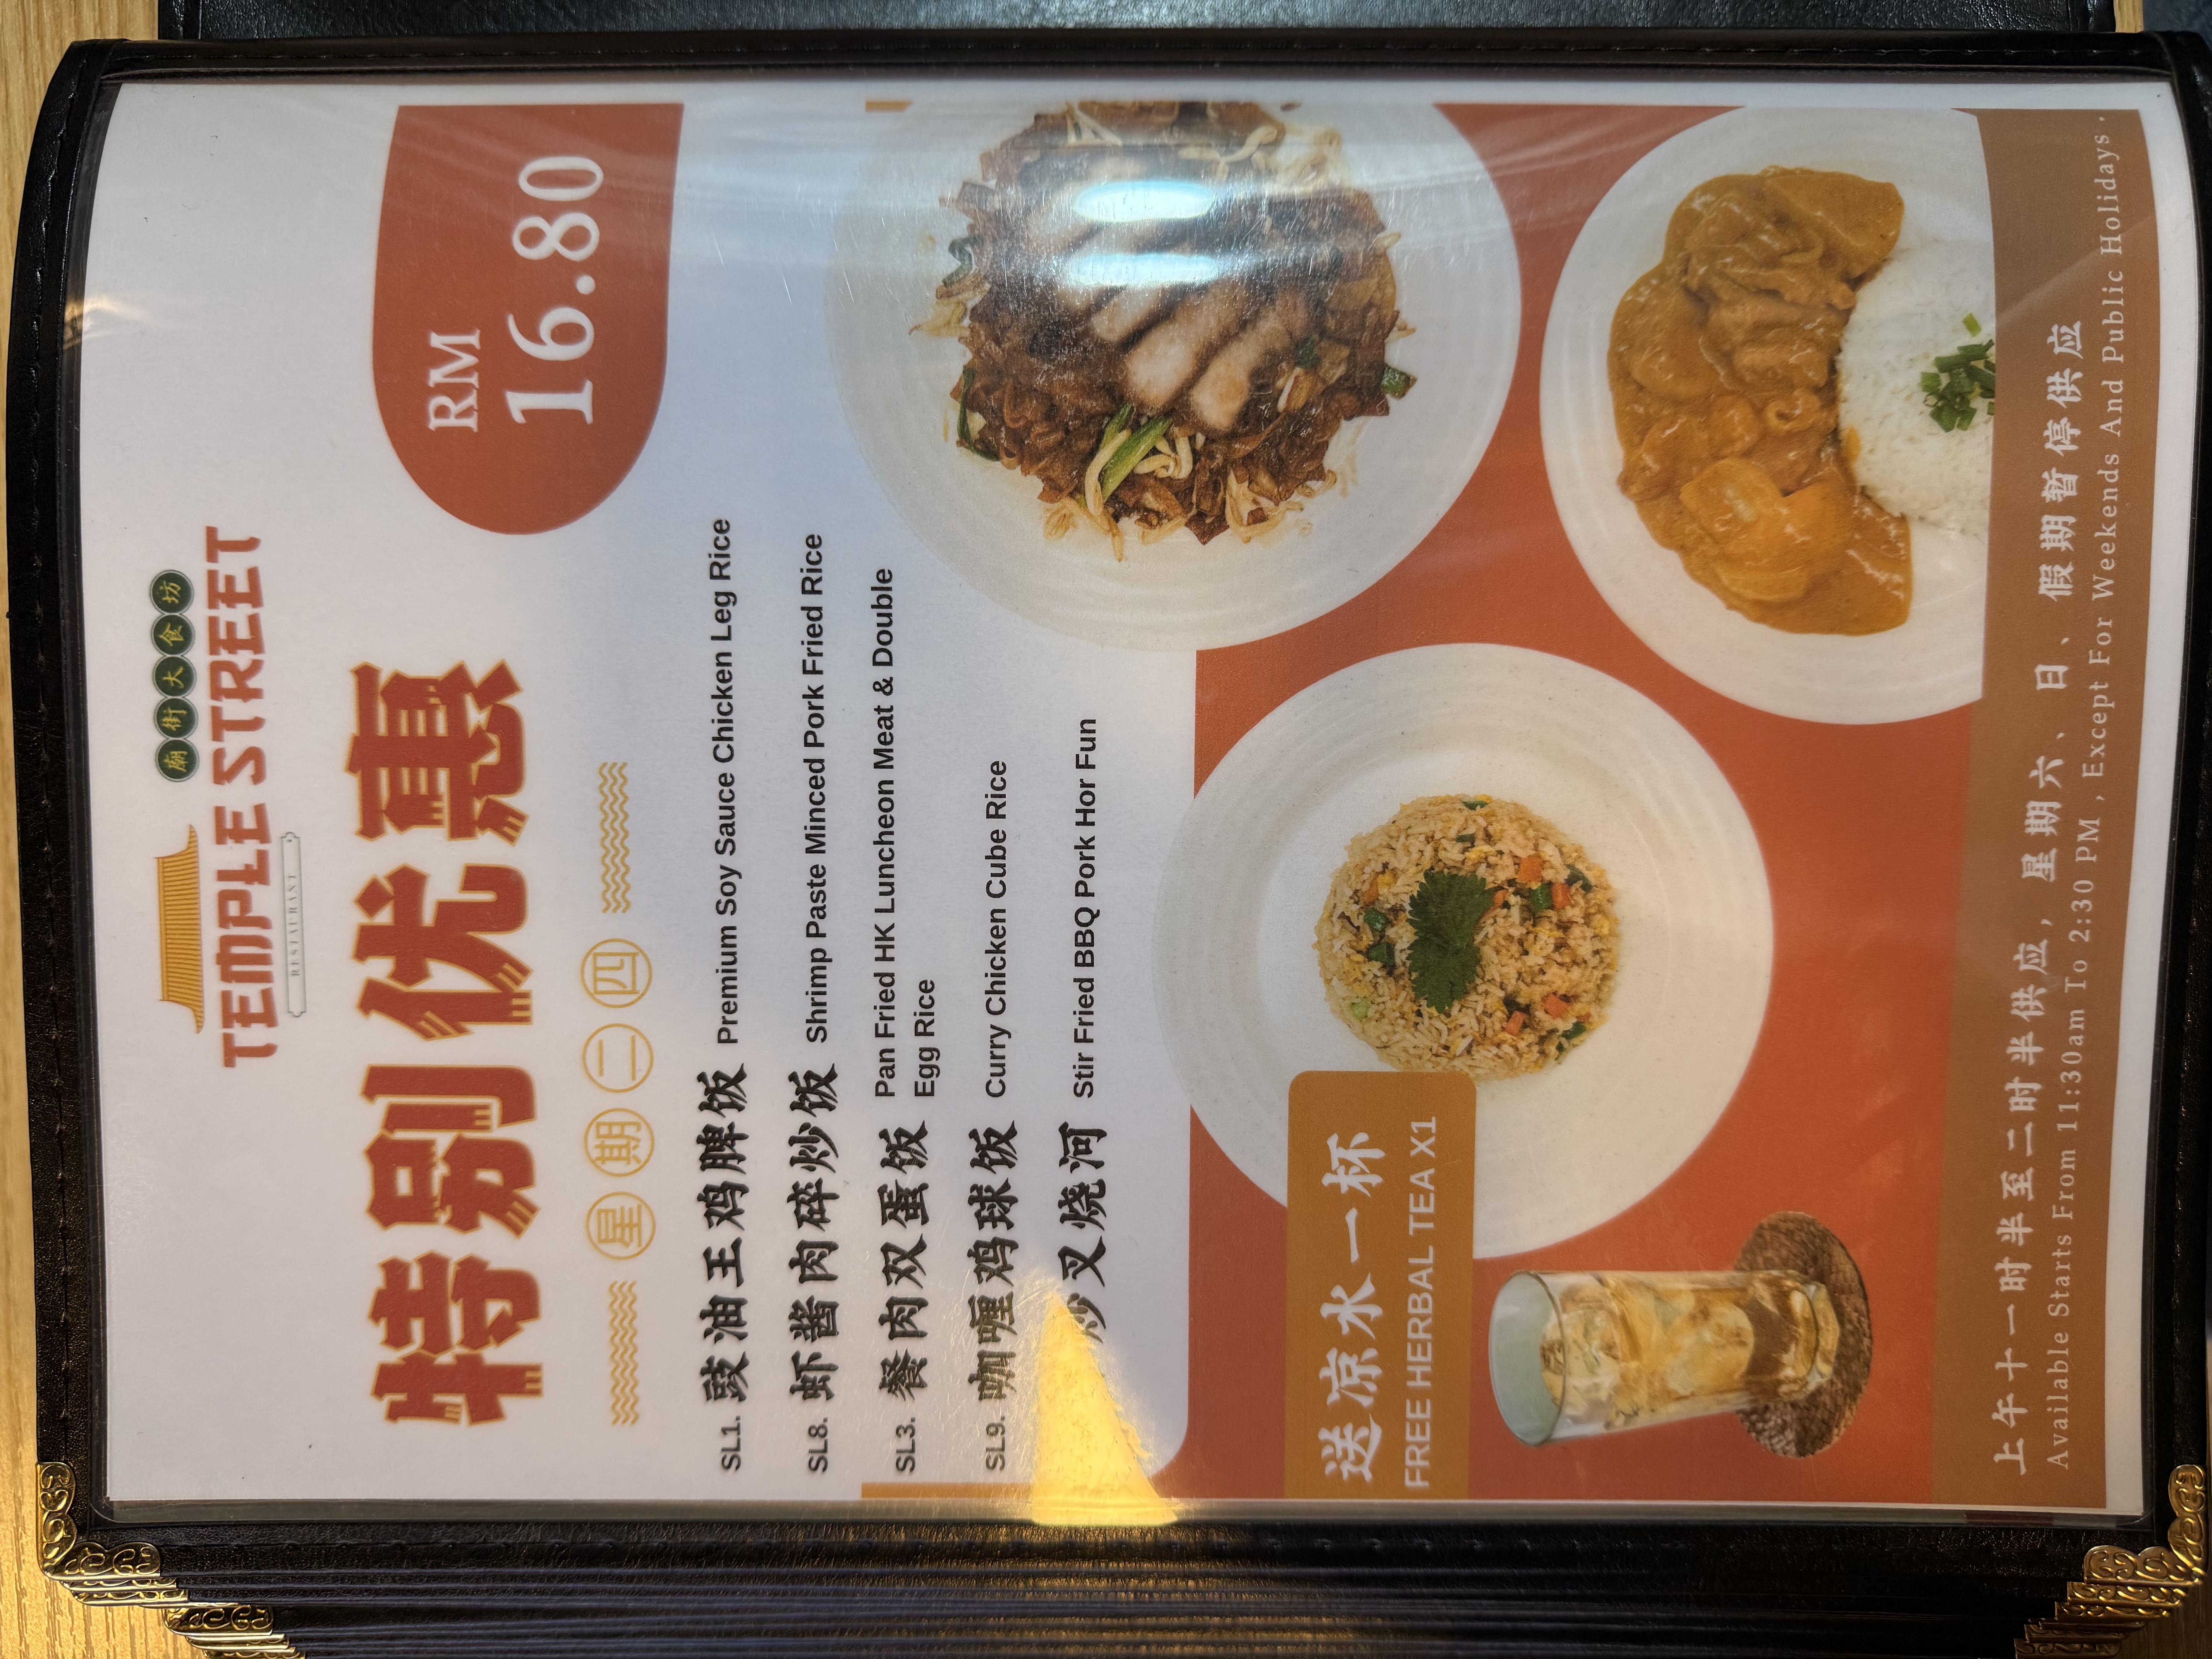 廟街大食坊
TEMPLE STREET
RESTAURANT
特别优惠
RM
16.80
星期二四
SL1. 豉油王鸡脾饭 Premium Soy Sauce Chicken Leg Rice
SL8. 虾酱肉碎炒饭 Shrimp Paste Minced Pork Fried Rice
SL3. 餐肉双蛋饭 Pan Fried HK Luncheon Meat & Double
Egg Rice
SL9. 咖喱鸡球饭 Curry Chicken Cube Rice
炒叉烧河 Stir Fried BBQ Pork Hor Fun
送凉水一杯
FREE HERBAL TEA X1
上午十一时半至二时半供应，星期六、日、假期暂停供应
Available Starts From 11:30am To 2:30 PM , Except For Weekends And Public Holidays .